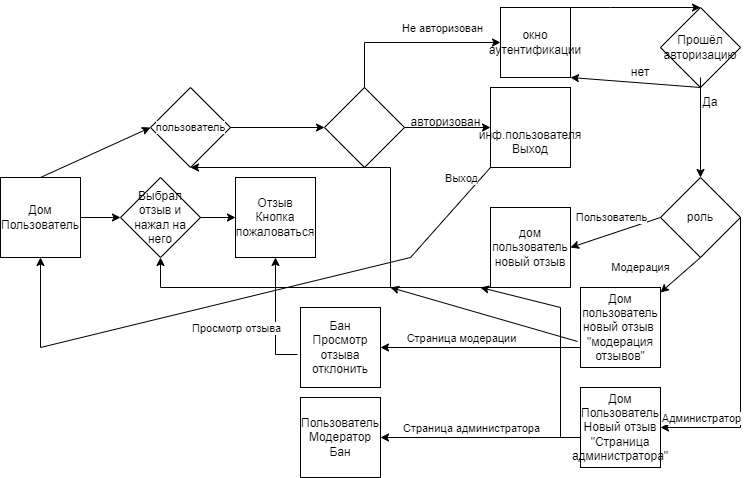 Не авторизован
окно
аутентификации
Прошёл
авторизацию
нет
Да
пользователь
авторизован
инф.пользователя
Выход
Выход
Дом
Пользователь
Выбрал
отзыв и
нажал на
него
Отзыв
Кнопка
пожаловаться
дом
пользователь
новый отзыв
Пользователь
роль
Модерация
Просмотр отзыва
Бан
Просмотр
отзыва
отклонить
Страница модерации
Дом
пользователь
новый отзыв
"модерация
отзывов"
Пользователь
Модератор
Бан
Страница администратора
Дом
Пользователь
Новый отзыв
"Страница
администратора"
Администратор